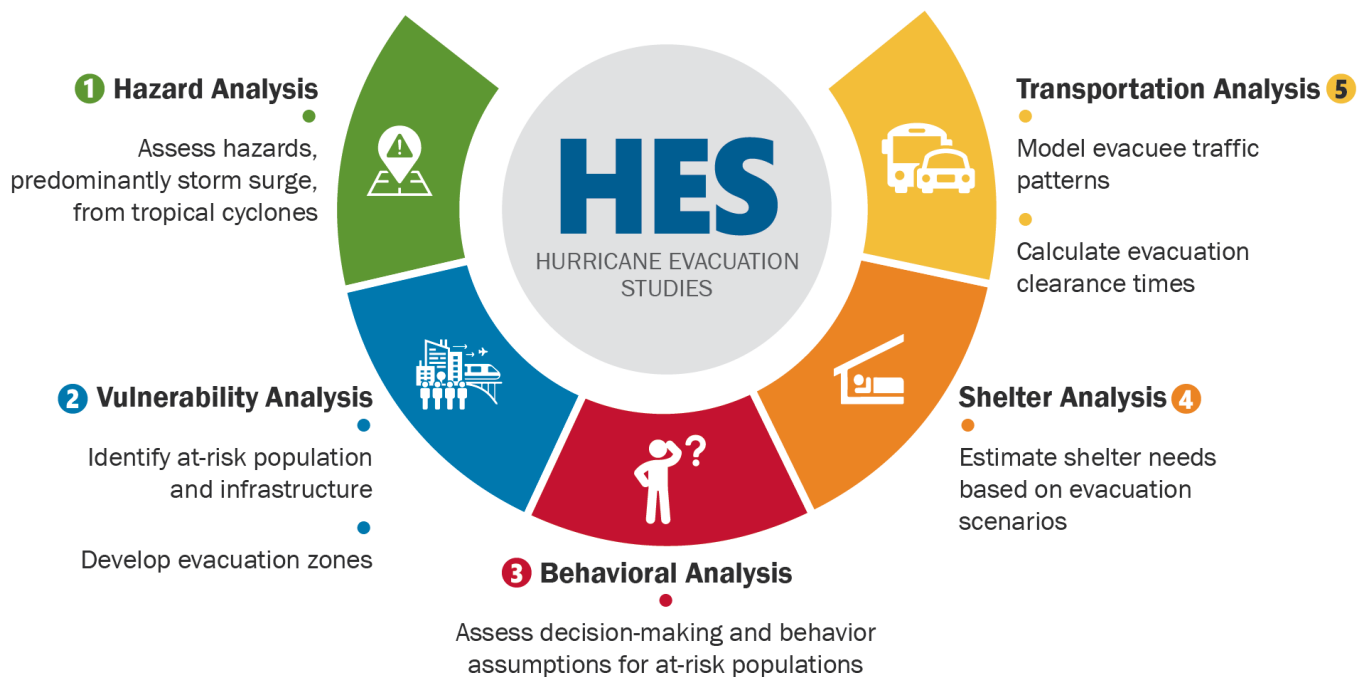 HES
HURRICANE EVACUATION
STUDIES
1 Hazard Analysis
Assess hazards,
predominantly storm surge,
from tropical cyclones
2 Vulnerability Analysis
Identify at-risk population
and infrastructure
Develop evacuation zones
3 Behavioral Analysis
Assess decision-making and behavior
assumptions for at-risk populations
Shelter Analysis 4
Estimate shelter needs
based on evacuation
scenarios
Transportation Analysis 5
Model evacuee traffic
patterns
Calculate evacuation
clearance times